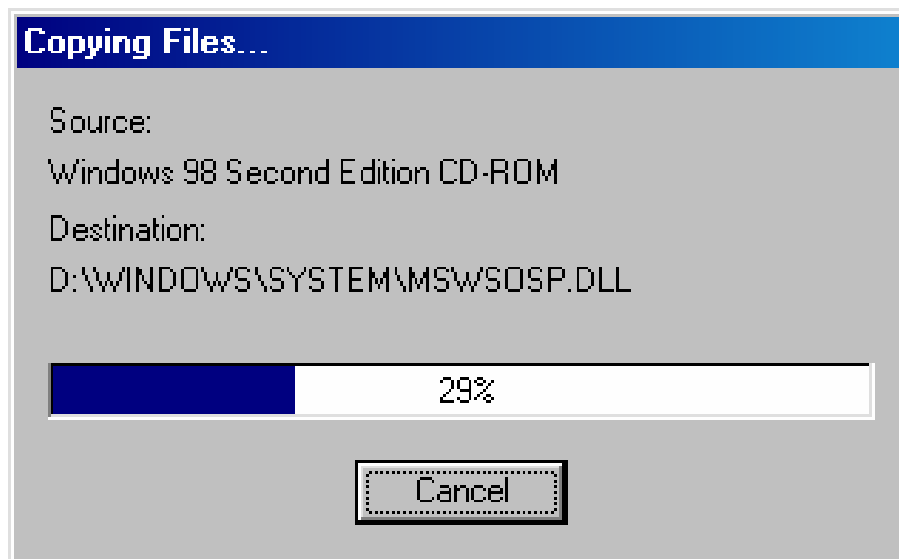 Copying Files...
Source:
Windows 98 Second Edition CD-ROM
Destination:
D:\WINDOWS\SYSTEM\MSWSOSP.DLL
29%
Cancel